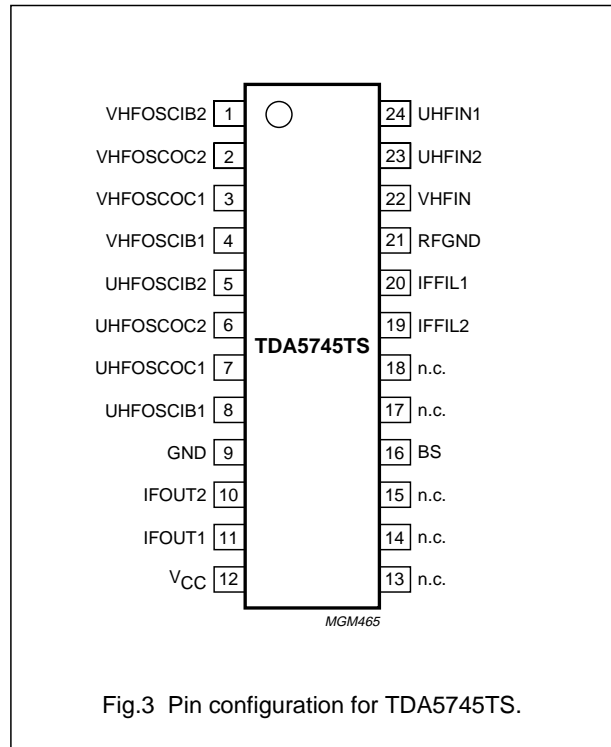 VHFOSCIB2 1 24 UHFIN1
VHFOSCOC2 2 23 UHFIN2
VHFOSCOC1 3 22 VHFIN
VHFOSCIB1 4 21 RFGND
UHFOSCIB2 5 20 IFFIL1
UHFOSCOC2 6 19 IFFIL2
TDA5745TS
UHFOSCOC1 7 18 n.c.
UHFOSCIB1 8 17 n.c.
GND 9 16 BS
IFOUT2 10 15 n.c.
IFOUT1 11 14 n.c.
VCC 12 13 n.c.
MGM465
Fig.3 Pin configuration for TDA5745TS.